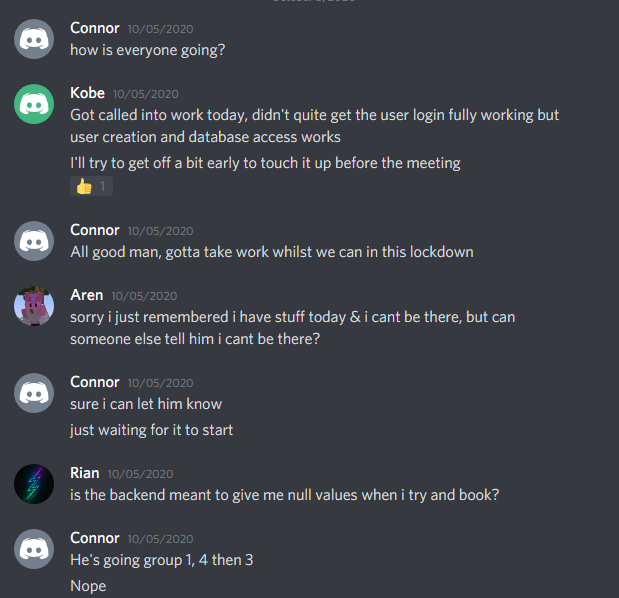 Connor 10/05/2020
how is everyone going?
Kobe 10/05/2020
Got called into work today, didn't quite get the user login fully working but
user creation and database access works
I'll try to get off a bit early to touch it up before the meeting
👍 1
Connor 10/05/2020
All good man, gotta take work whilst we can in this lockdown
Aren 10/05/2020
sorry i just remembered i have stuff today & i cant be there, but can
someone else tell him i cant be there?
Connor 10/05/2020
sure i can let him know
just waiting for it to start
Rian 10/05/2020
is the backend meant to give me null values when i try and book?
Connor 10/05/2020
He's going group 1, 4 then 3
Nope